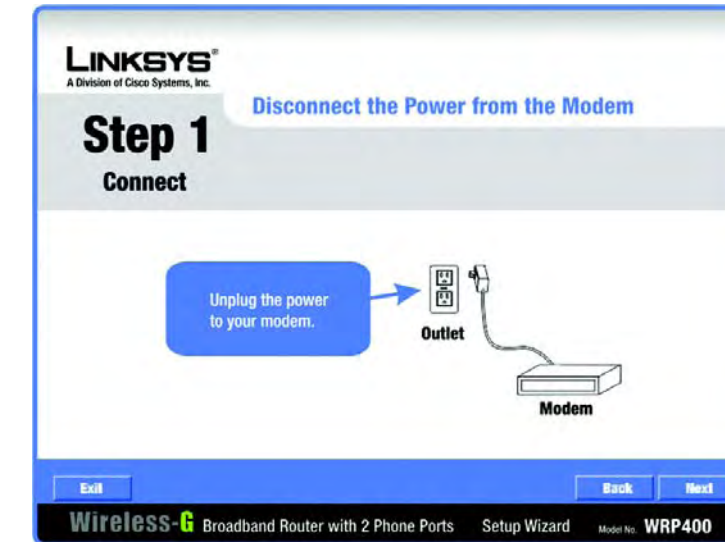 LINKSYS®
A Division of Cisco Systems, Inc.
Disconnect the Power from the Modem
Step 1
Connect
Unplug the power
to your modem.
Outlet
Modem
Exit
Back
Next
Wireless-G Broadband Router with 2 Phone Ports Setup Wizard Model No. WRP400